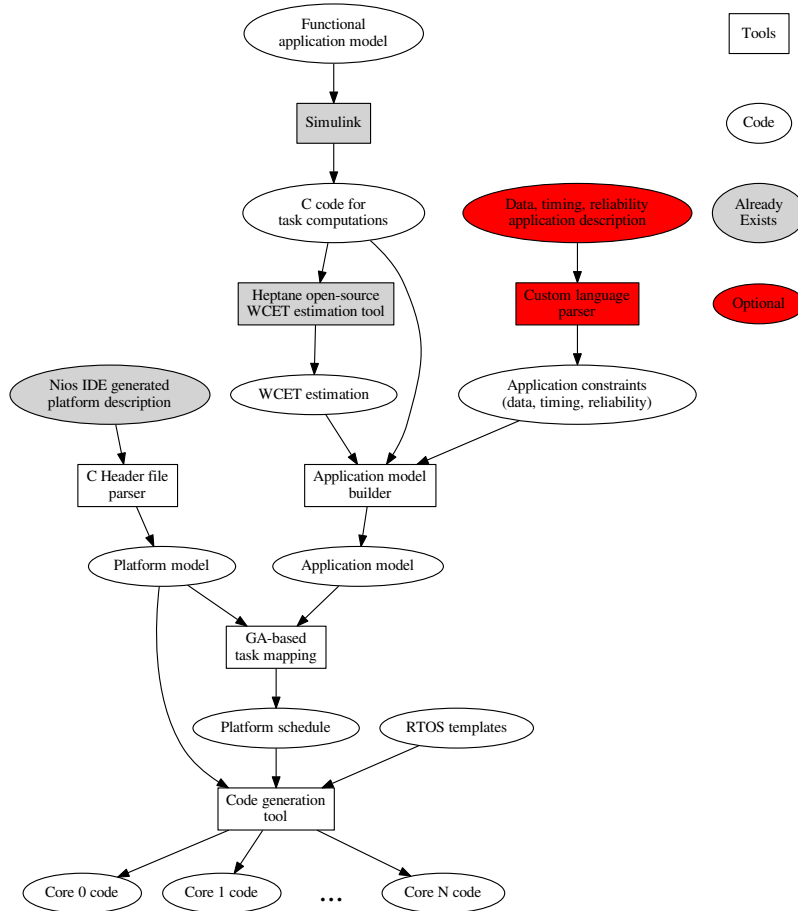 Functional
application model
Tools
Simulink
Code
C code for
task computations
Data, timing, reliability
application description
Already
Exists
Heptane open-source
WCET estimation tool
Custom language
parser
Optional
Nios IDE generated
platform description
WCET estimation
Application constraints
(data, timing, reliability)
C Header file
parser
Application model
builder
Platform model
Application model
GA-based
task mapping
Platform schedule
RTOS templates
Code generation
tool
Core 0 code
Core 1 code
...
Core N code